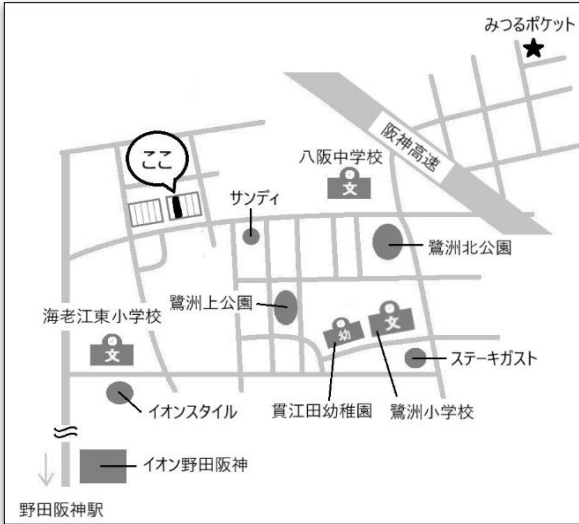 みつるポケット
阪神高速
ここ
八阪中学校
文
サンディ
鷺洲北公園
鷺洲上公園
海老江東小学校
文
幼
文
ステーキガスト
イオンスタイル
貫江田幼稚園
鷺洲小学校
イオン野田阪神
野田阪神駅